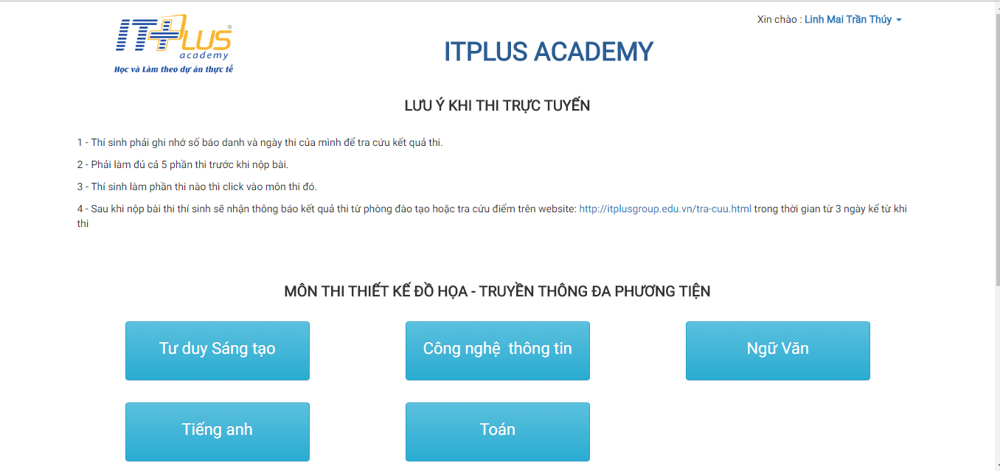 ITPLUS
academy
Học và Làm theo dự án thực tế
Xin chào : Linh Mai Trần Thúy
ITPLUS ACADEMY
LƯU Ý KHI THI TRỰC TUYẾN
1 - Thí sinh phải ghi nhớ số báo danh và ngày thi của mình để tra cứu kết quả thi.
2 - Phải làm đủ cả 5 phần thi trước khi nộp bài.
3 - Thí sinh làm phần thi nào thì click vào môn thi đó.
4 - Sau khi nộp bài thi thí sinh sẽ nhận thông báo kết quả thi từ phòng đào tạo hoặc tra cứu điểm trên website: http://itplusgroup.edu.vn/tra-cuu.html trong thời gian từ 3 ngày kể từ khi
thi
MÔN THI THIẾT KẾ ĐỒ HỌA - TRUYỀN THÔNG ĐA PHƯƠNG TIỆN
Tư duy Sáng tạo
Công nghệ thông tin
Ngữ Văn
Tiếng anh
Toán